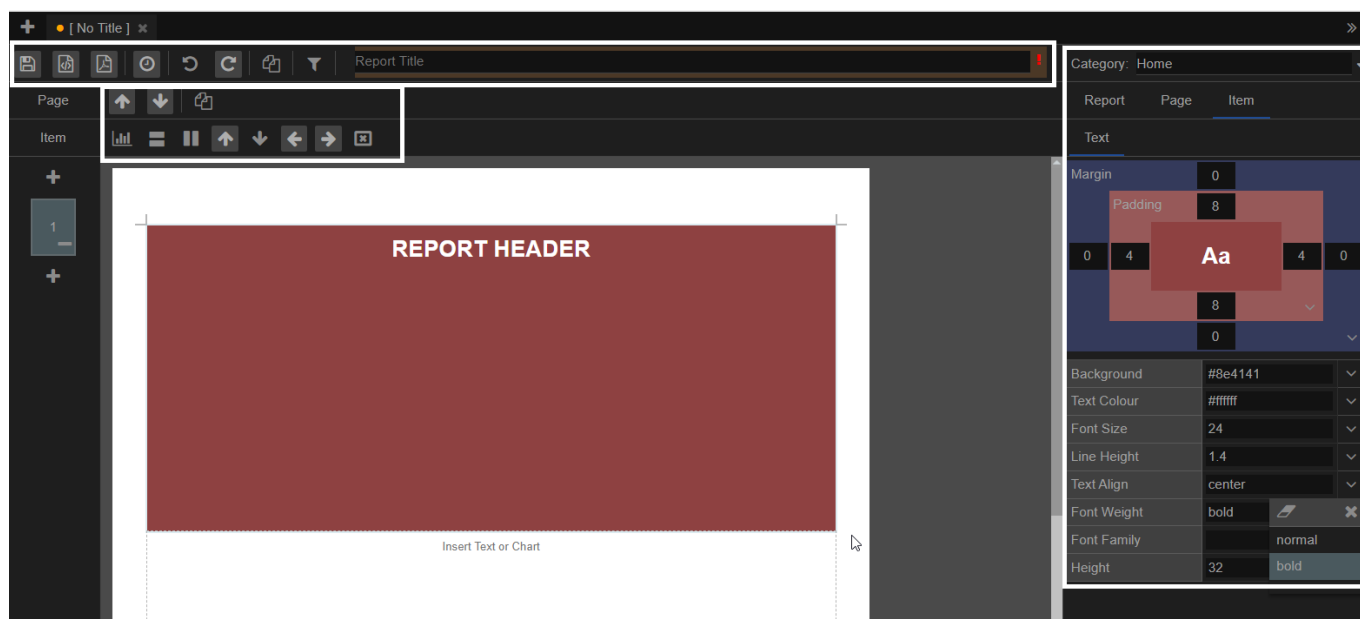 [ No Title ]
Report Title
Category: Home
Page
Report Page Item
Item
Text
Margin 0
Padding 8
1
REPORT HEADER
0 4 Aa 4 0
8
0
Background #8e4141
Text Colour #ffffff
Font Size 24
Line Height 1.4
Text Align center
Font Weight bold
Font Family normal
Insert Text or Chart
Height 32 bold